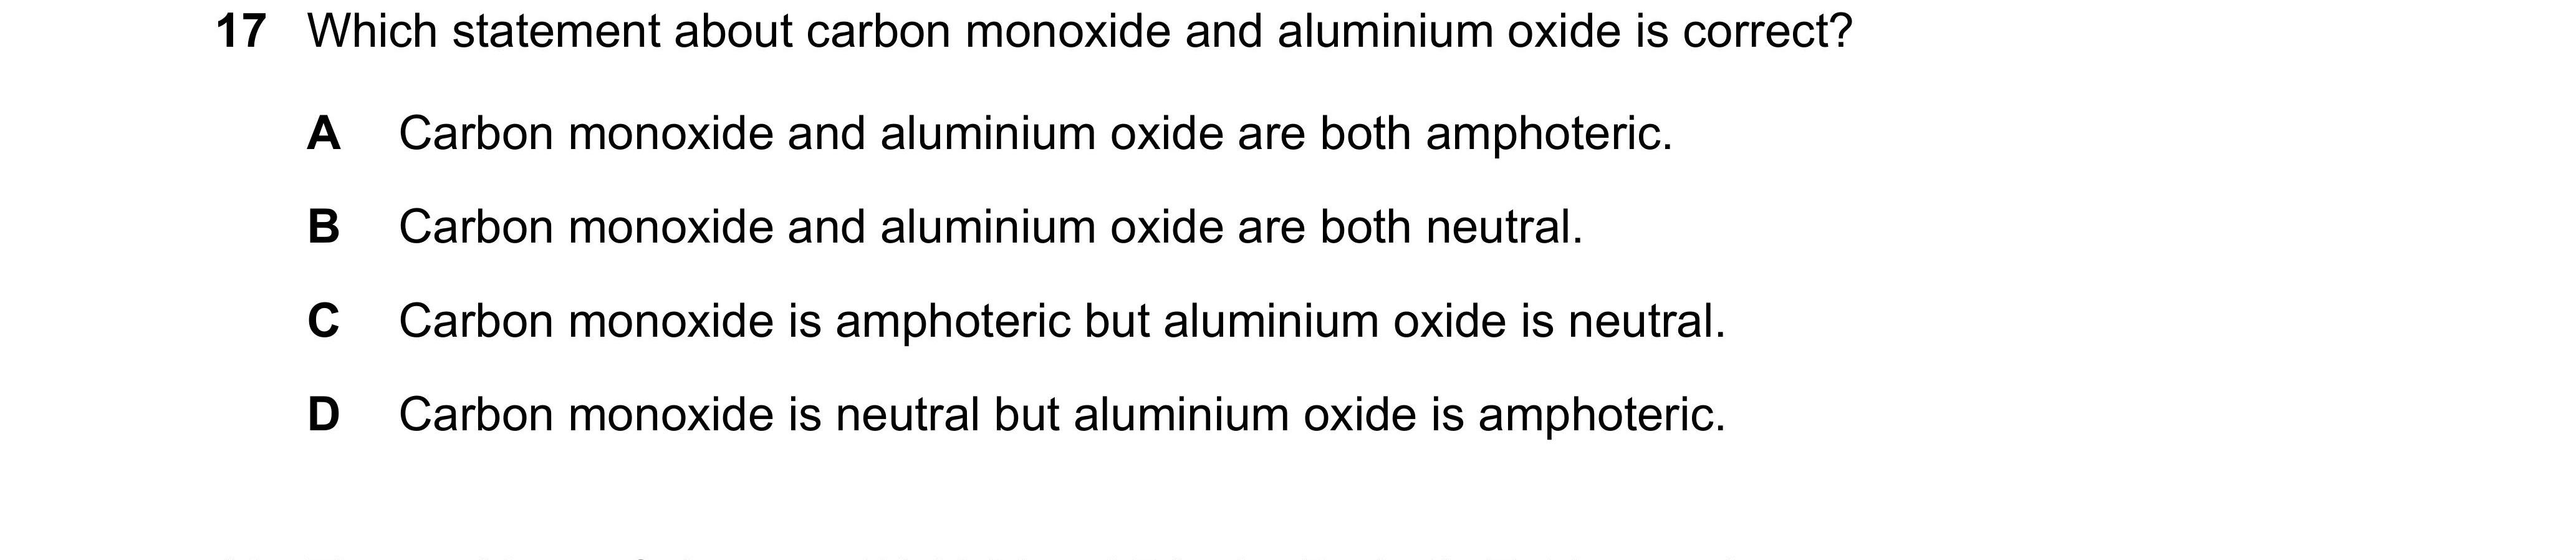 17 Which statement about carbon monoxide and aluminium oxide is correct?
A Carbon monoxide and aluminium oxide are both amphoteric.
B Carbon monoxide and aluminium oxide are both neutral.
C Carbon monoxide is amphoteric but aluminium oxide is neutral.
D Carbon monoxide is neutral but aluminium oxide is amphoteric.